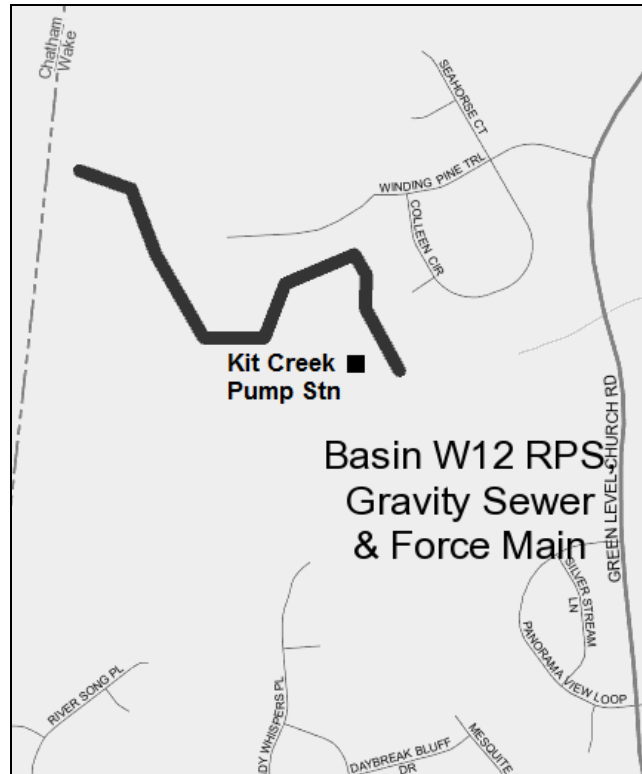 Chatham
Wake
SEAHORSE CT
WINDING PINE TRL
COLLEEN CIR
Kit Creek
Pump Stn
Basin W12 RPS,
Gravity Sewer
& Force Main
GREEN LEVEL CHURCH RD
SILVER STREAM
LN
PANORAMA VIEW LOOP
RIVER SONG PL
DY WHISPERS PL
DAYBREAK BLUFF
DR
MESQUITE